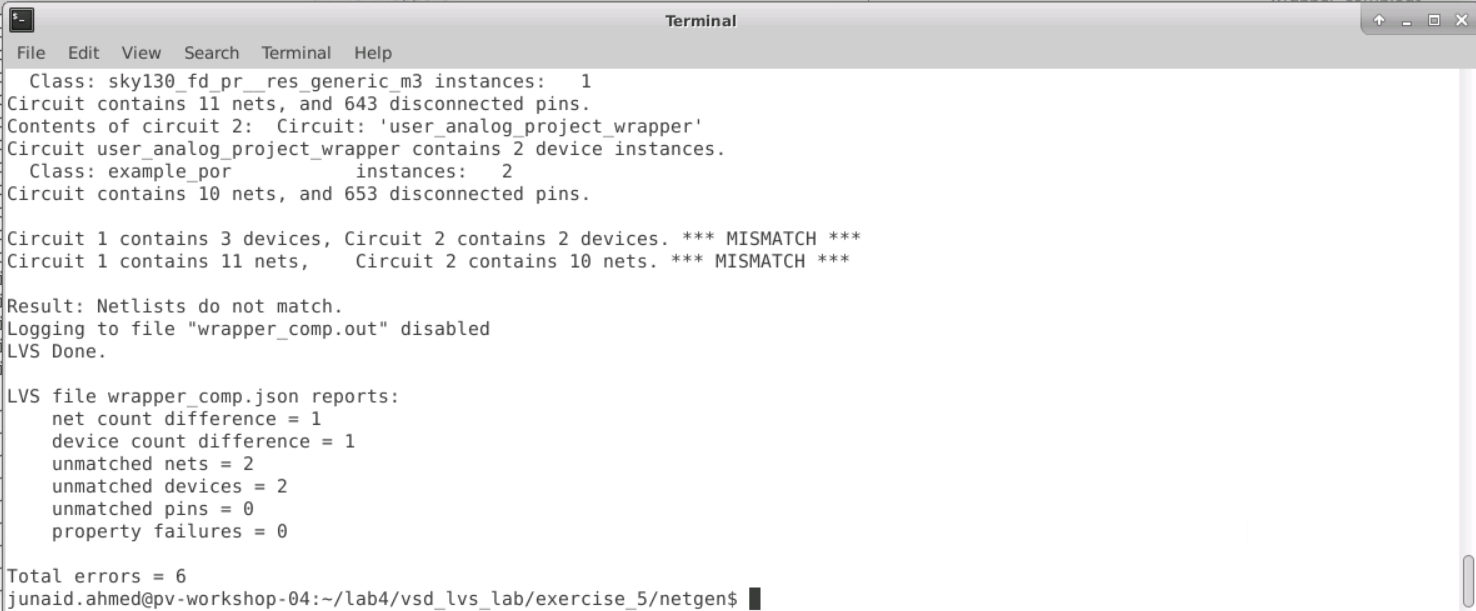 Terminal
File Edit View Search Terminal Help
  Class: sky130_fd_pr__res_generic_m3 instances:   1
Circuit contains 11 nets, and 643 disconnected pins.
Contents of circuit 2:  Circuit: 'user_analog_project_wrapper'
Circuit user_analog_project_wrapper contains 2 device instances.
  Class: example_por           instances:   2
Circuit contains 10 nets, and 653 disconnected pins.

Circuit 1 contains 3 devices, Circuit 2 contains 2 devices. *** MISMATCH ***
Circuit 1 contains 11 nets,    Circuit 2 contains 10 nets. *** MISMATCH ***

Result: Netlists do not match.
Logging to file "wrapper_comp.out" disabled
LVS Done.

LVS file wrapper_comp.json reports:
    net count difference = 1
    device count difference = 1
    unmatched nets = 2
    unmatched devices = 2
    unmatched pins = 0
    property failures = 0

Total errors = 6
junaid.ahmed@pv-workshop-04:~/lab4/vsd_lvs_lab/exercise_5/netgen$